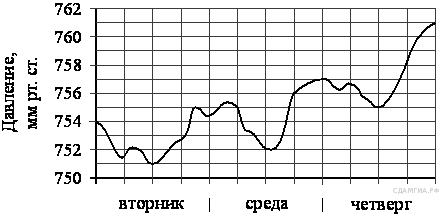 Давление,
мм рт. ст.
762
760
758
756
754
752
750
вторник | среда | четверг
СДАМГИА.РФ